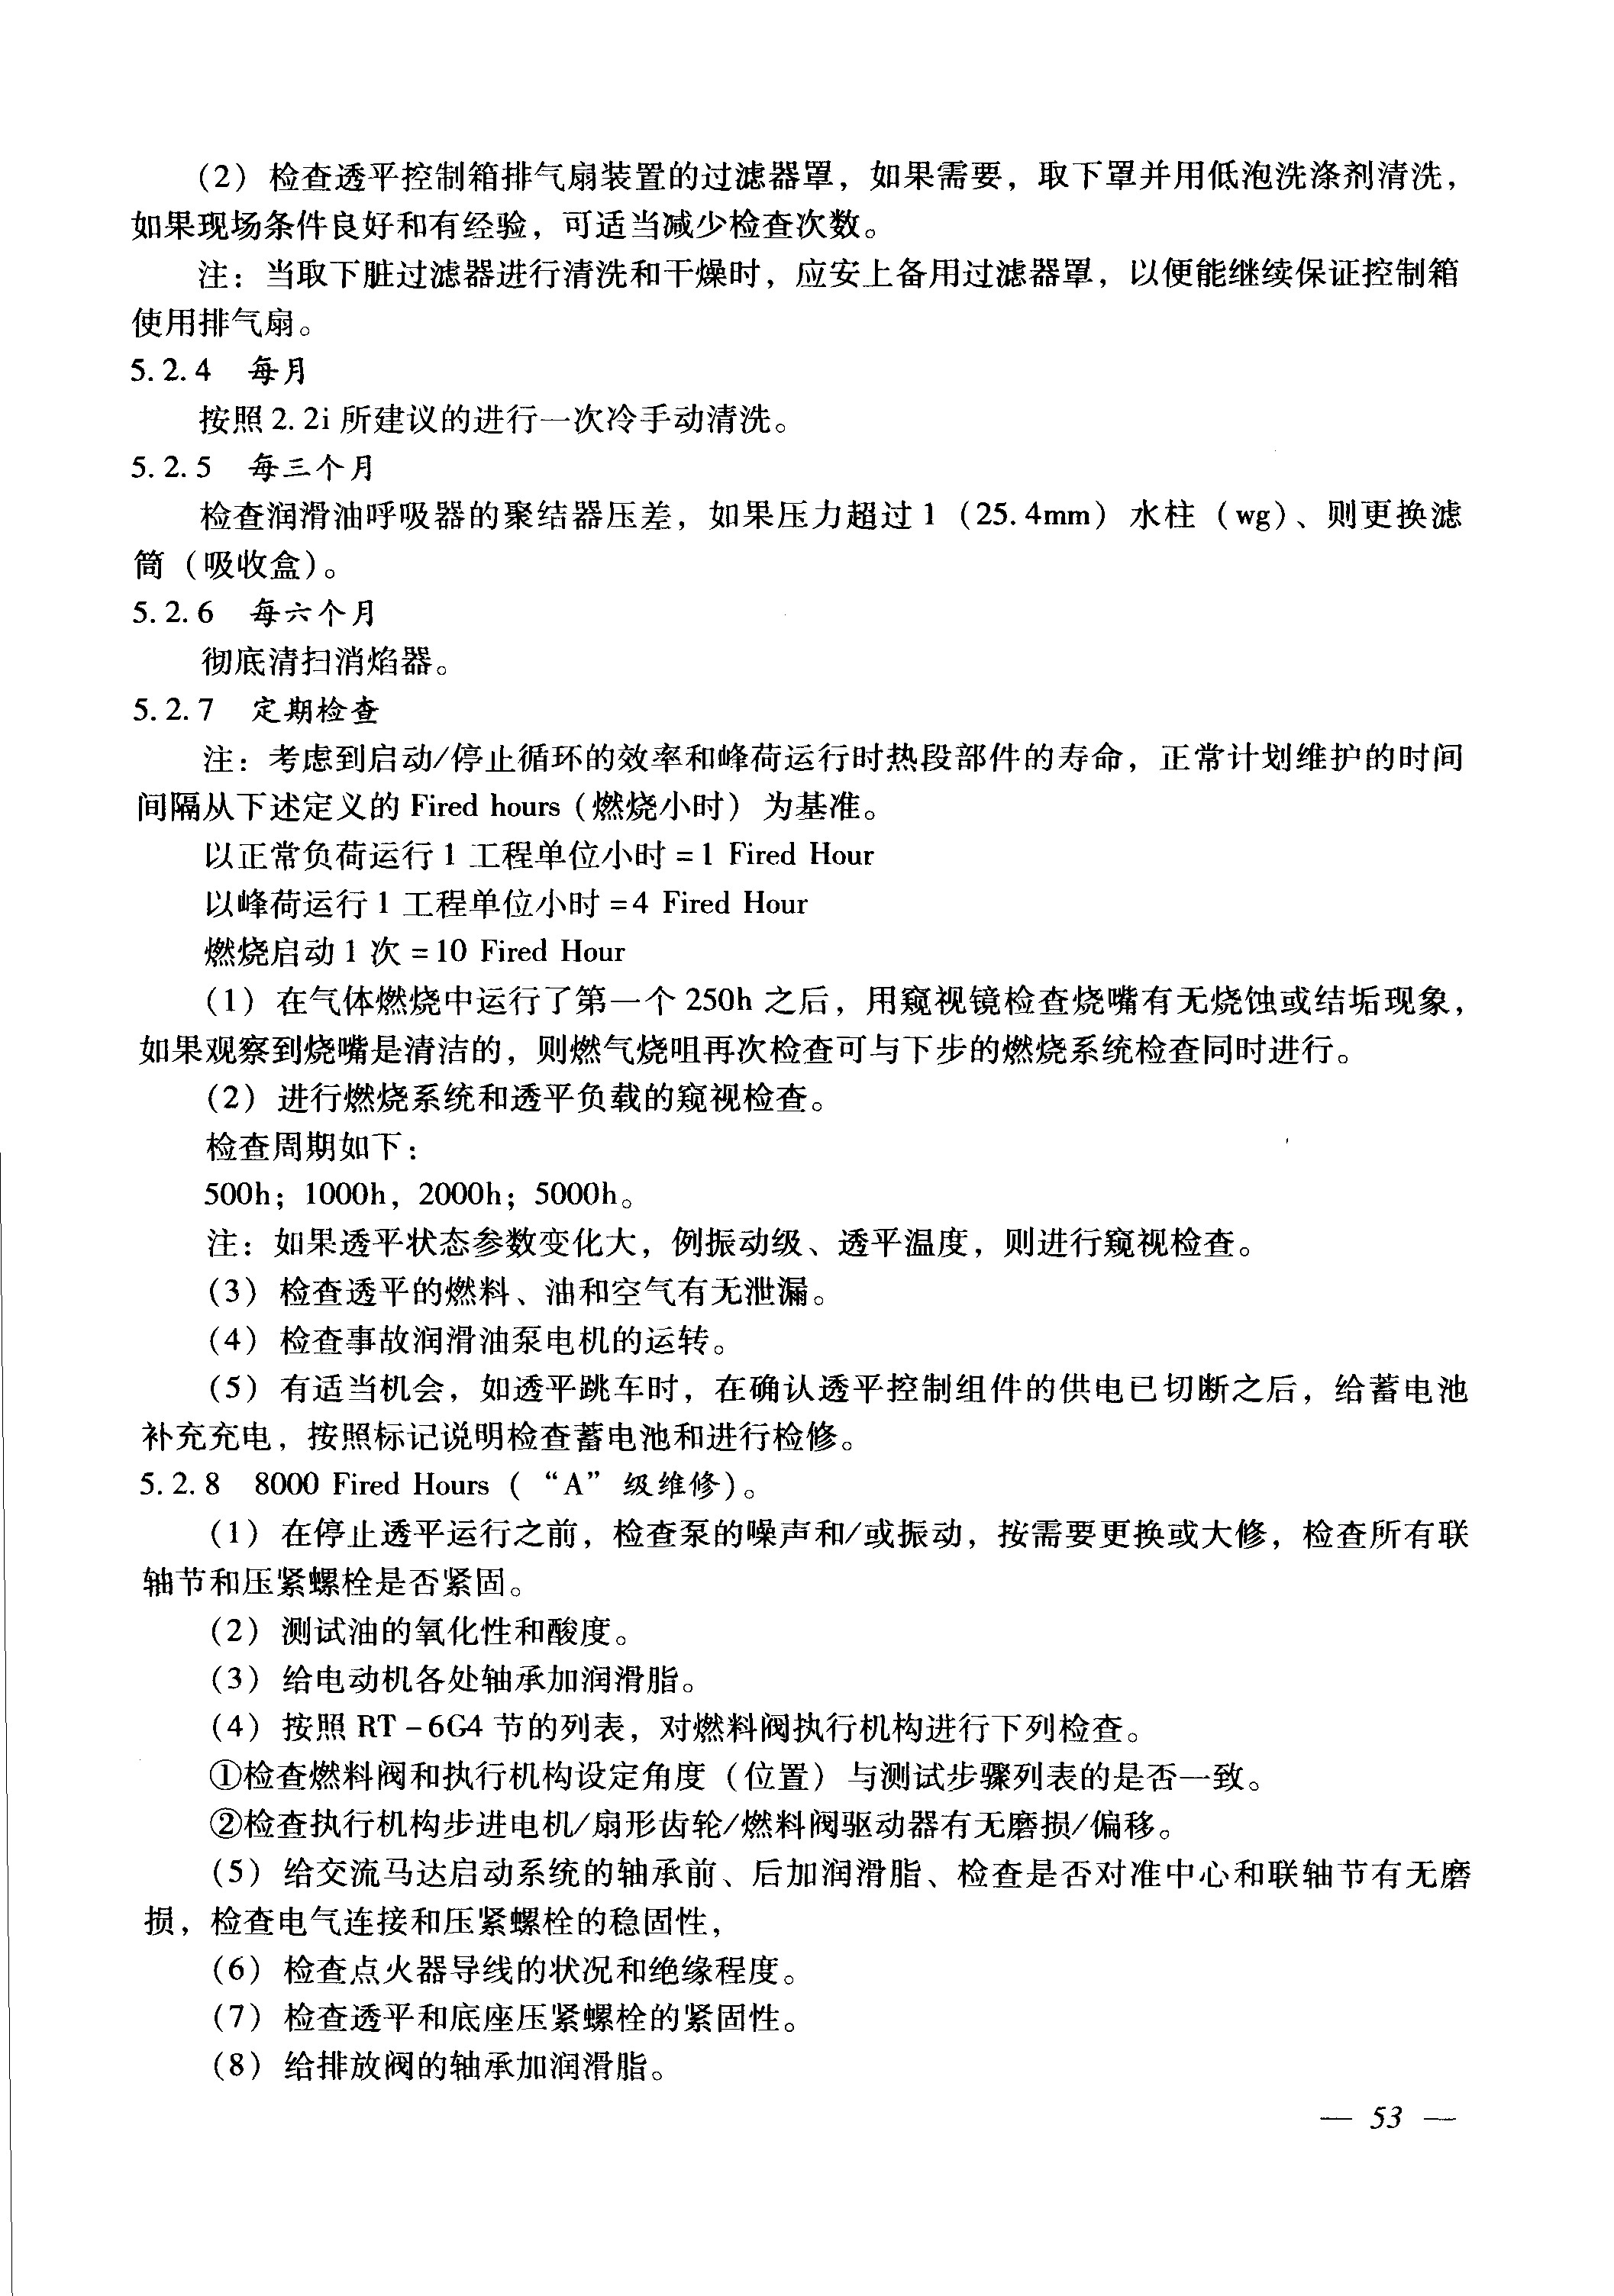 (2) 检查透平控制箱排气扇装置的过滤器罩，如果需要，取下罩并用低泡洗涤剂清洗，
如果现场条件良好和有经验，可适当减少检查次数。
注：当取下脏过滤器进行清洗和干燥时，应安上备用过滤器罩，以便能继续保证控制箱
使用排气扇。
5.2.4 每月
按照2.2i所建议的进行一次冷手动清洗。
5.2.5 每三个月
检查润滑油呼吸器的聚结器压差，如果压力超过1（25.4mm）水柱（wg）、则更换滤
筒（吸收盒）。
5.2.6 每六个月
彻底清扫消焰器。
5.2.7 定期检查
注：考虑到启动/停止循环的效率和峰荷运行时热段部件的寿命，正常计划维护的时间
间隔从下述定义的 Fired hours（燃烧小时）为基准。
以正常负荷运行1工程单位小时=1 Fired Hour
以峰荷运行1工程单位小时=4 Fired Hour
燃烧启动1次=10 Fired Hour
(1) 在气体燃烧中运行了第一个250h之后，用窥视镜检查烧嘴有无烧蚀或结垢现象，
如果观察到烧嘴是清洁的，则燃气烧咀再次检查可与下步的燃烧系统检查同时进行。
(2) 进行燃烧系统和透平负载的窥视检查。
检查周期如下：
500h；1000h，2000h；5000h。
注：如果透平状态参数变化大，例振动级、透平温度，则进行窥视检查。
(3) 检查透平的燃料、油和空气有无泄漏。
(4) 检查事故润滑油泵电机的运转。
(5) 有适当机会，如透平跳车时，在确认透平控制组件的供电已切断之后，给蓄电池
补充充电，按照标记说明检查蓄电池和进行检修。
5.2.8 8000 Fired Hours（“A”级维修）。
(1) 在停止透平运行之前，检查泵的噪声和/或振动，按需要更换或大修，检查所有联
轴节和压紧螺栓是否紧固。
(2) 测试油的氧化性和酸度。
(3) 给电动机各处轴承加润滑脂。
(4) 按照 RT-6G4 节的列表，对燃料阀执行机构进行下列检查。
①检查燃料阀和执行机构设定角度（位置）与测试步骤列表的是否一致。
②检查执行机构步进电机/扇形齿轮/燃料阀驱动器有无磨损/偏移。
(5) 给交流马达启动系统的轴承前、后加润滑脂、检查是否对准中心和联轴节有无磨
损，检查电气连接和压紧螺栓的稳固性，
(6) 检查点火器导线的状况和绝缘程度。
(7) 检查透平和底座压紧螺栓的紧固性。
(8) 给排放阀的轴承加润滑脂。
— 53 —